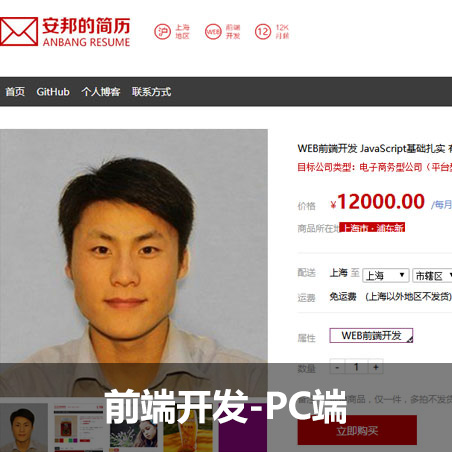 安邦的简历
ANBANG RESUME
沪 上海
地区
WEB 前端
开发
12 12K
月薪
首页 GitHub 个人博客 联系方式
WEB前端开发 JavaScript基础扎实
目标公司类型：电子商务型公司（平台
价格 ¥12000.00 /每月
商品所在地 上海市·浦东新
配送 上海 至 上海 市辖区
运费 免运费 (上海以外地区不发货)
属性 WEB前端开发
数量 - 1 +
商品，仅一件，多拍不发
前端开发-PC端
立即购买